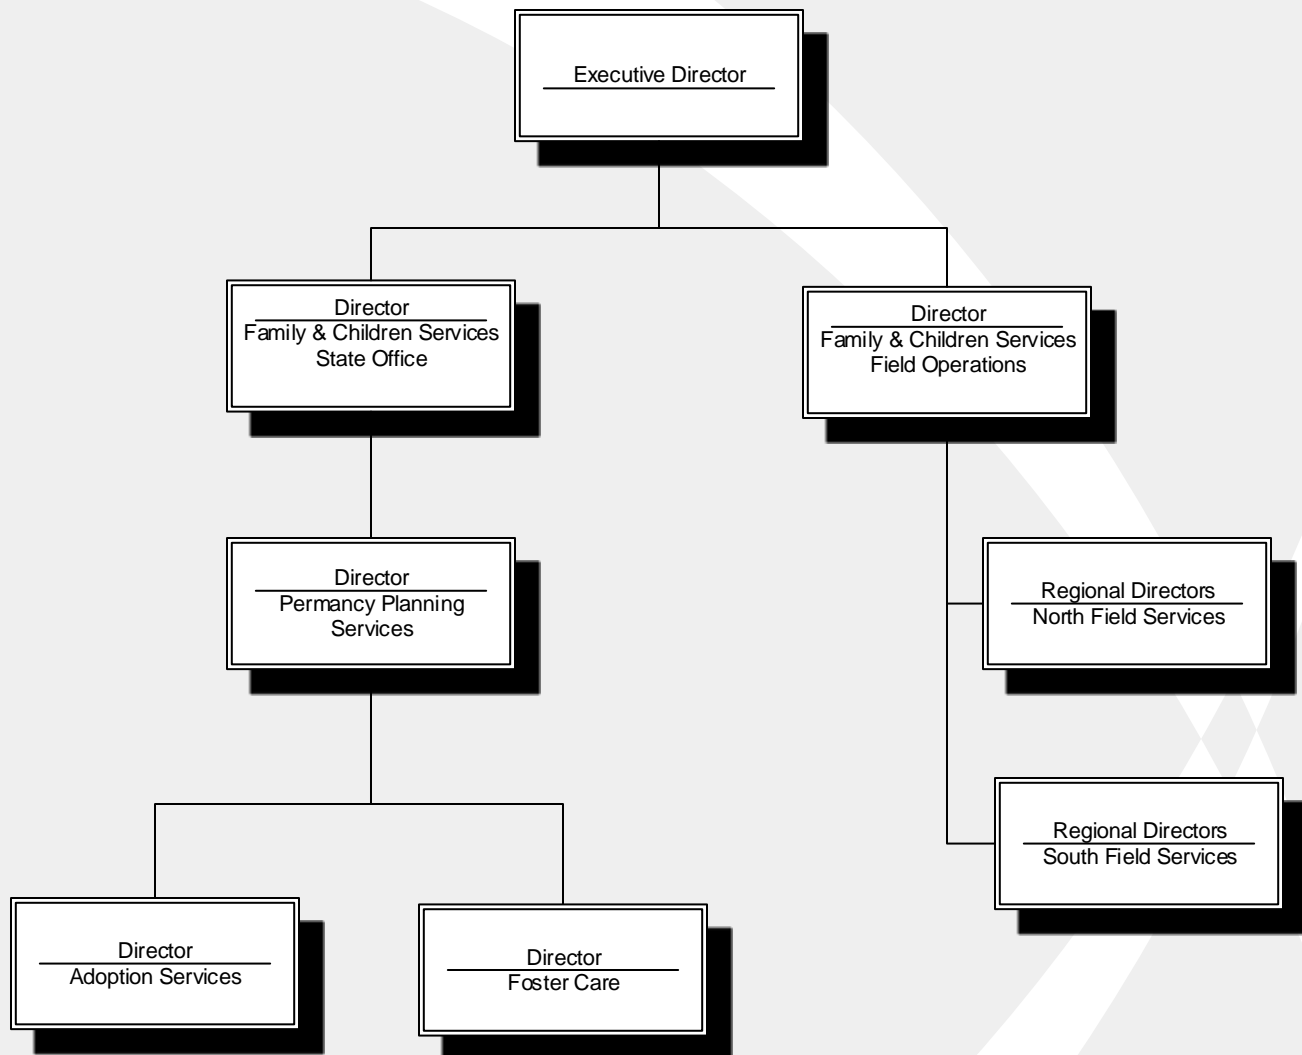 Executive Director
Director
Family & Children Services
State Office
Director
Family & Children Services
Field Operations
Director
Permancy Planning
Services
Regional Directors
North Field Services
Regional Directors
South Field Services
Director
Adoption Services
Director
Foster Care